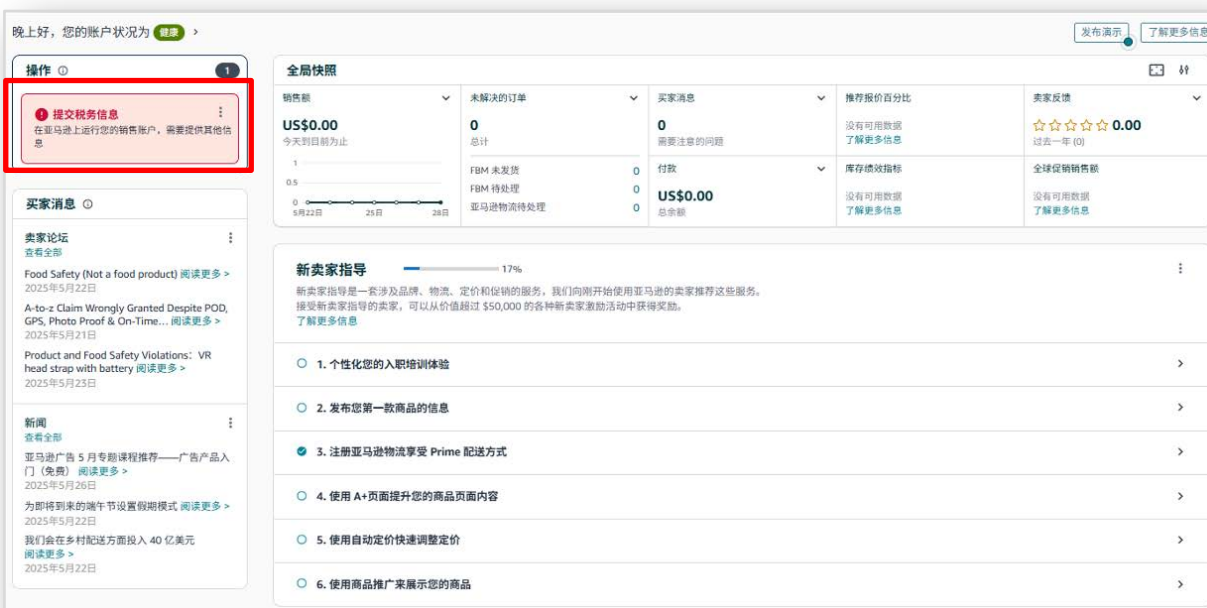 晚上好，您的账户状况为 健康 >
发布演示
了解更多信息
操作
1
提交税务信息
在亚马逊上运行您的销售账户，需要提供其他信
息
买家消息
卖家论坛
查看全部
Food Safety (Not a food product) 阅读更多 >
2025年5月22日
A-to-z Claim Wrongly Granted Despite POD,
GPS, Photo Proof & On-Time... 阅读更多 >
2025年5月21日
Product and Food Safety Violations： VR
head strap with battery 阅读更多 >
2025年5月23日
新闻
查看全部
亚马逊广告 5 月专题课程推荐——广告产品入
门（免费） 阅读更多 >
2025年5月26日
为即将到来的端午节设置假期模式 阅读更多 >
2025年5月22日
我们会在乡村配送方面投入 40 亿美元
阅读更多 >
2025年5月22日
全局快照
销售额
US$0.00
今天到目前为止
1
0.5
0
5月22日 25日 28日
未解决的订单
0
总计
FBM 未发货 0
FBM 待处理 0
亚马逊物流待处理 0
买家消息
0
需要注意的问题
付款
US$0.00
总余额
推荐报价百分比
没有可用数据
了解更多信息
库存绩效指标
没有可用数据
了解更多信息
卖家反馈
0.00
过去一年 (0)
全球促销销售额
没有可用数据
了解更多信息
新卖家指导 17%
新卖家指导是一套涉及品牌、物流、定价和促销的服务，我们向刚开始使用亚马逊的卖家推荐这些服务。
接受新卖家指导的卖家，可以从价值超过 $50,000 的各种新卖家激励活动中获得奖励。
了解更多信息
1. 个性化您的入职培训体验
2. 发布您第一款商品的信息
3. 注册亚马逊物流享受 Prime 配送方式
4. 使用 A+页面提升您的商品页面内容
5. 使用自动定价快速调整定价
6. 使用商品推广来展示您的商品